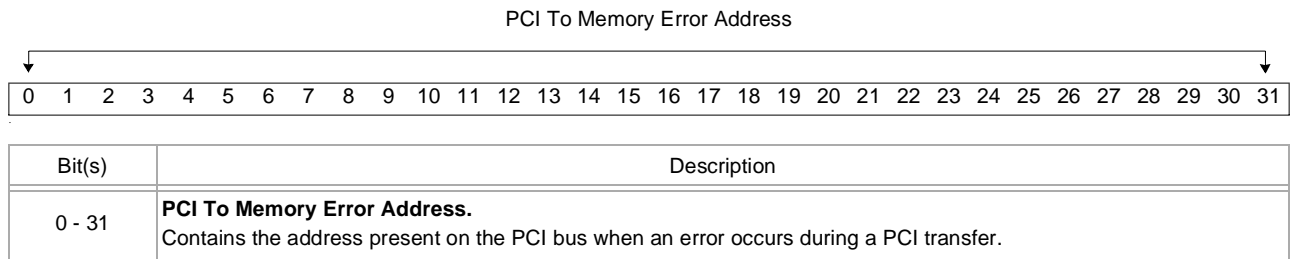 PCI To Memory Error Address
0 1 2 3 4 5 6 7 8 9 10 11 12 13 14 15 16 17 18 19 20 21 22 23 24 25 26 27 28 29 30 31
Bit(s) Description
0 - 31 PCI To Memory Error Address.
Contains the address present on the PCI bus when an error occurs during a PCI transfer.